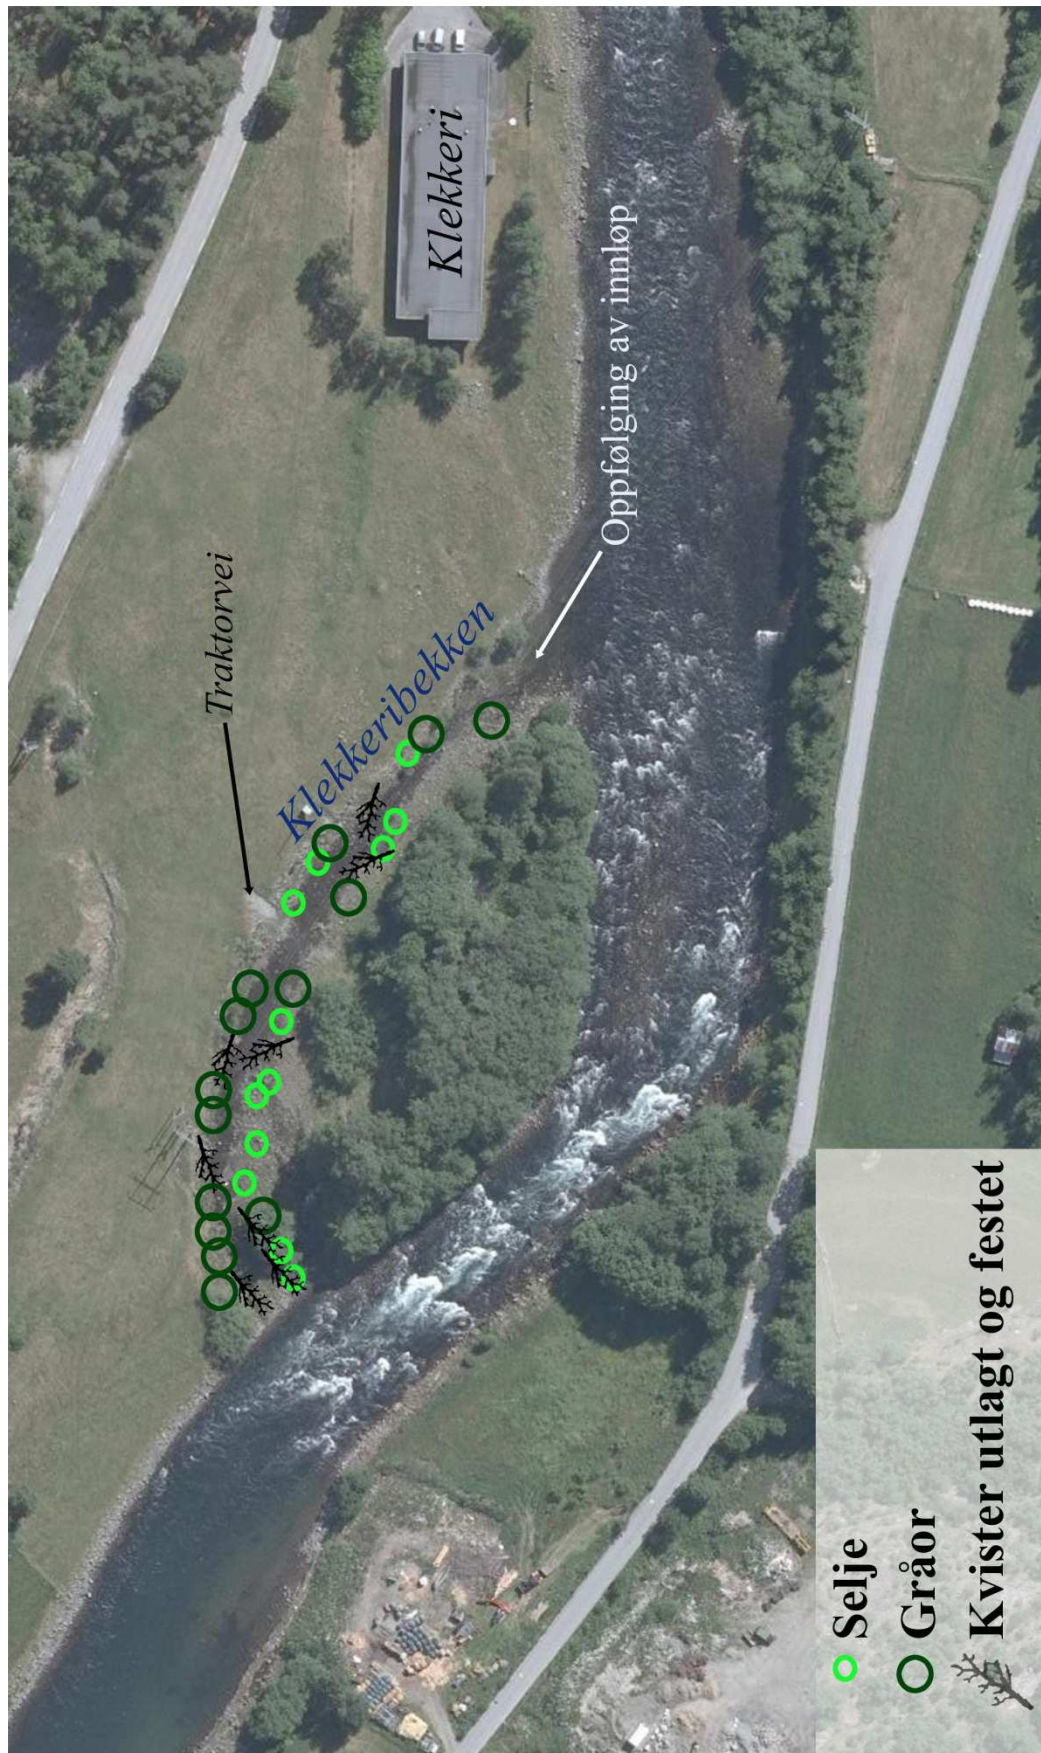 Klekkeri
Oppfølging av innløp
Traktorvei
Klekkeribekken
Selje
Gråor
Kvister utlagt og festet